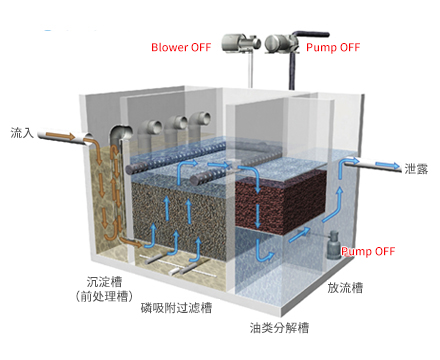 Blower OFF
Pump OFF
流入
泄露
Pump OFF
沉淀槽
（前处理槽）
磷吸附过滤槽
油类分解槽
放流槽